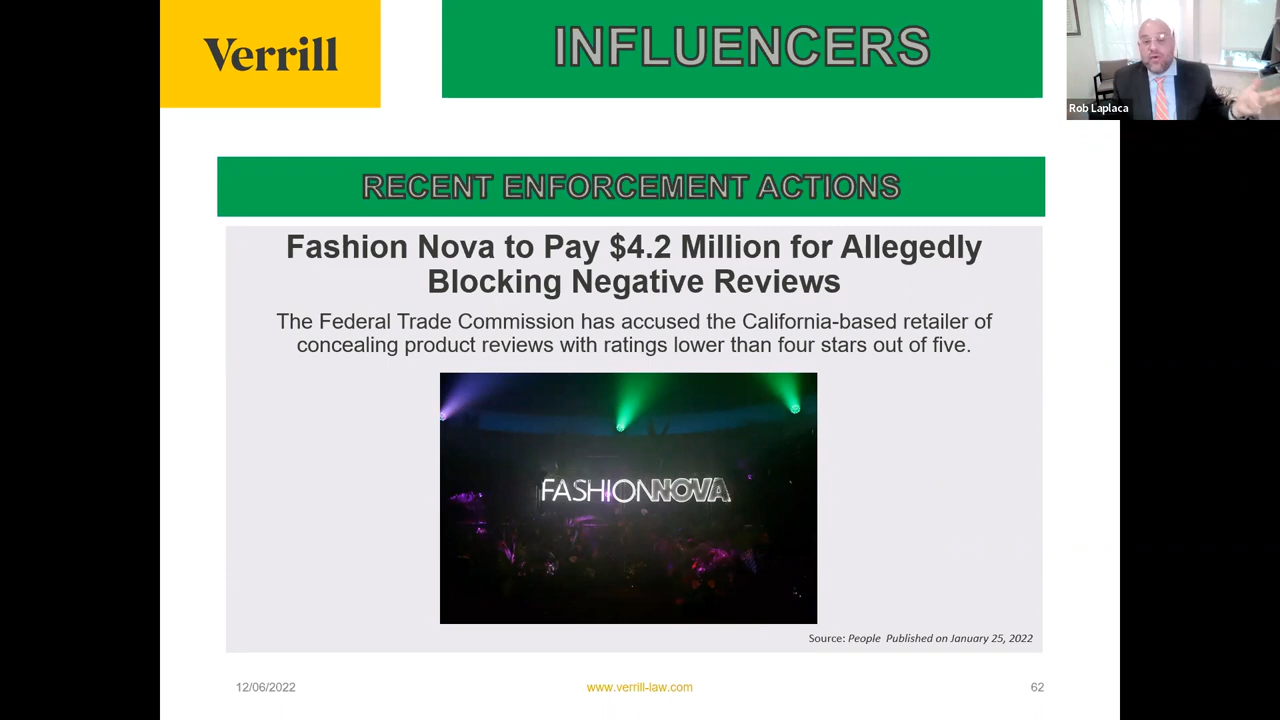 Verrill
INFLUENCERS
Rob Laplaca
RECENT ENFORCEMENT ACTIONS
Fashion Nova to Pay $4.2 Million for Allegedly
Blocking Negative Reviews
The Federal Trade Commission has accused the California-based retailer of
concealing product reviews with ratings lower than four stars out of five.
FASHIONNOVA
Source: People Published on January 25, 2022
12/06/2022
www.verrill-law.com
62